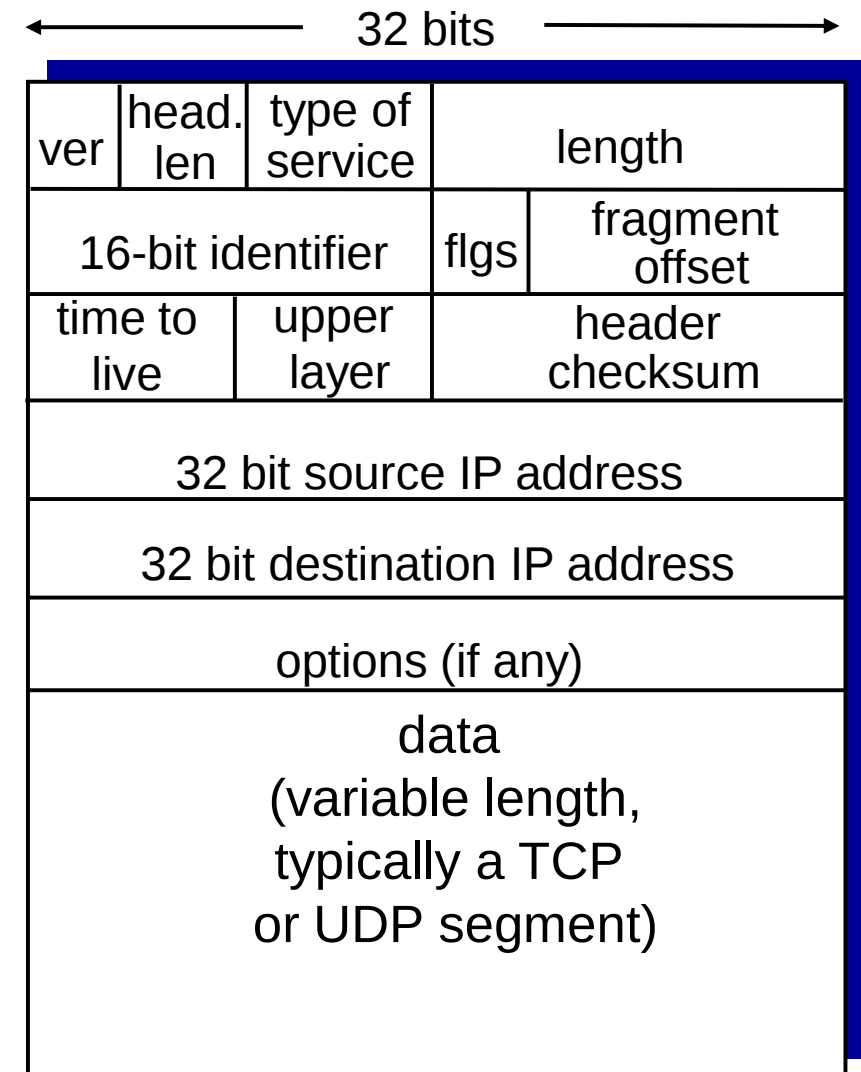 32 bits
ver
head.
len
type of
service
length
16-bit identifier
flgs
fragment
offset
time to
live
upper
layer
header
checksum
32 bit source IP address
32 bit destination IP address
options (if any)
data
(variable length,
typically a TCP
or UDP segment)